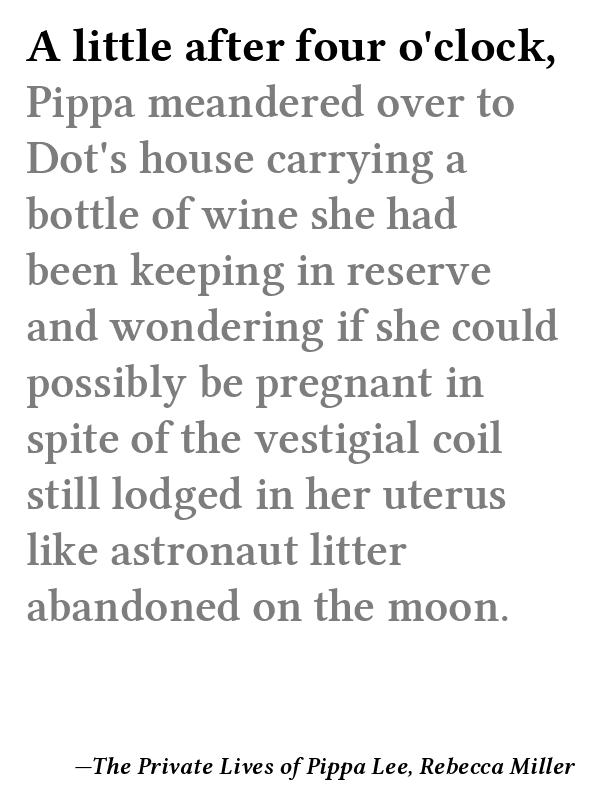 A little after four o'clock,
Pippa meandered over to
Dot's house carrying a
bottle of wine she had
been keeping in reserve
and wondering if she could
possibly be pregnant in
spite of the vestigial coil
still lodged in her uterus
like astronaut litter
abandoned on the moon.
—The Private Lives of Pippa Lee, Rebecca Miller